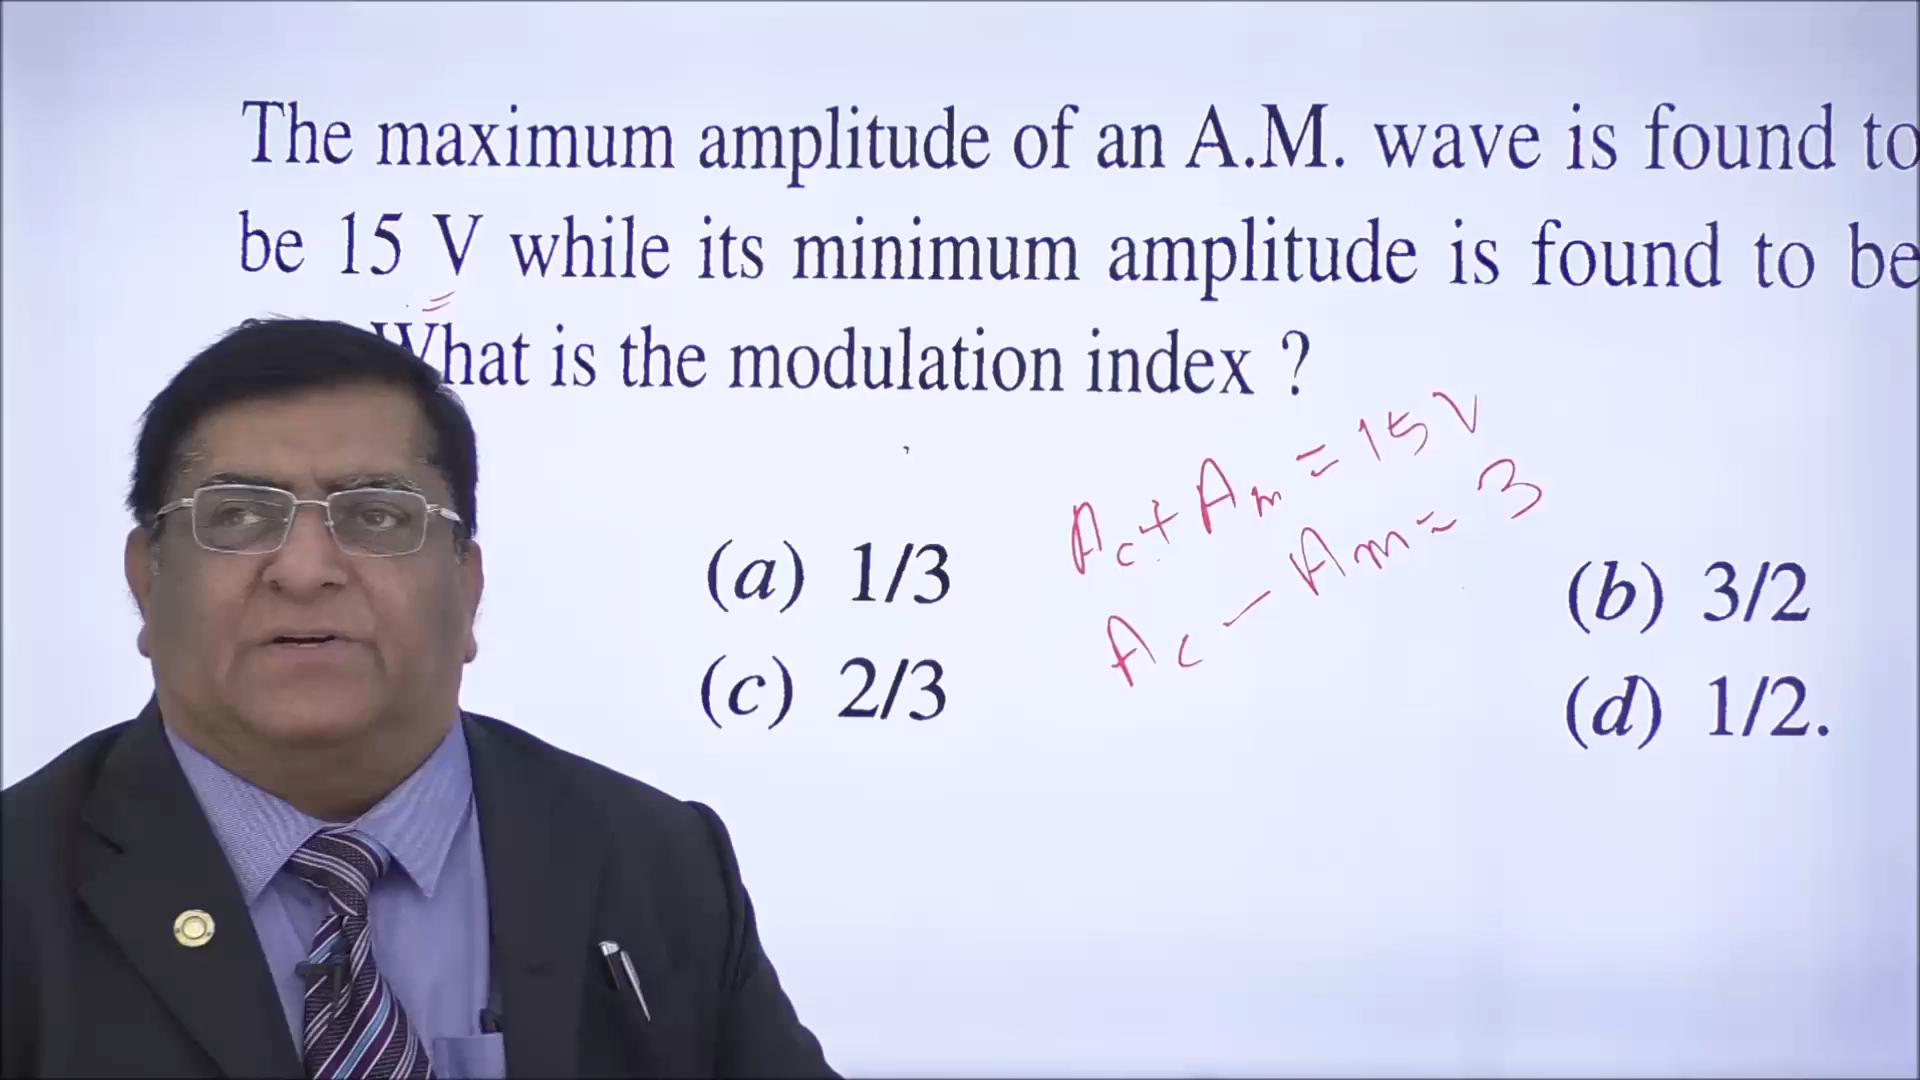 The maximum amplitude of an A.M. wave is found to
be 15 V while its minimum amplitude is found to be
What is the modulation index ?
Ac + Am = 15 V
Ac - Am = 3
(a) 1/3
(b) 3/2
(c) 2/3
(d) 1/2.